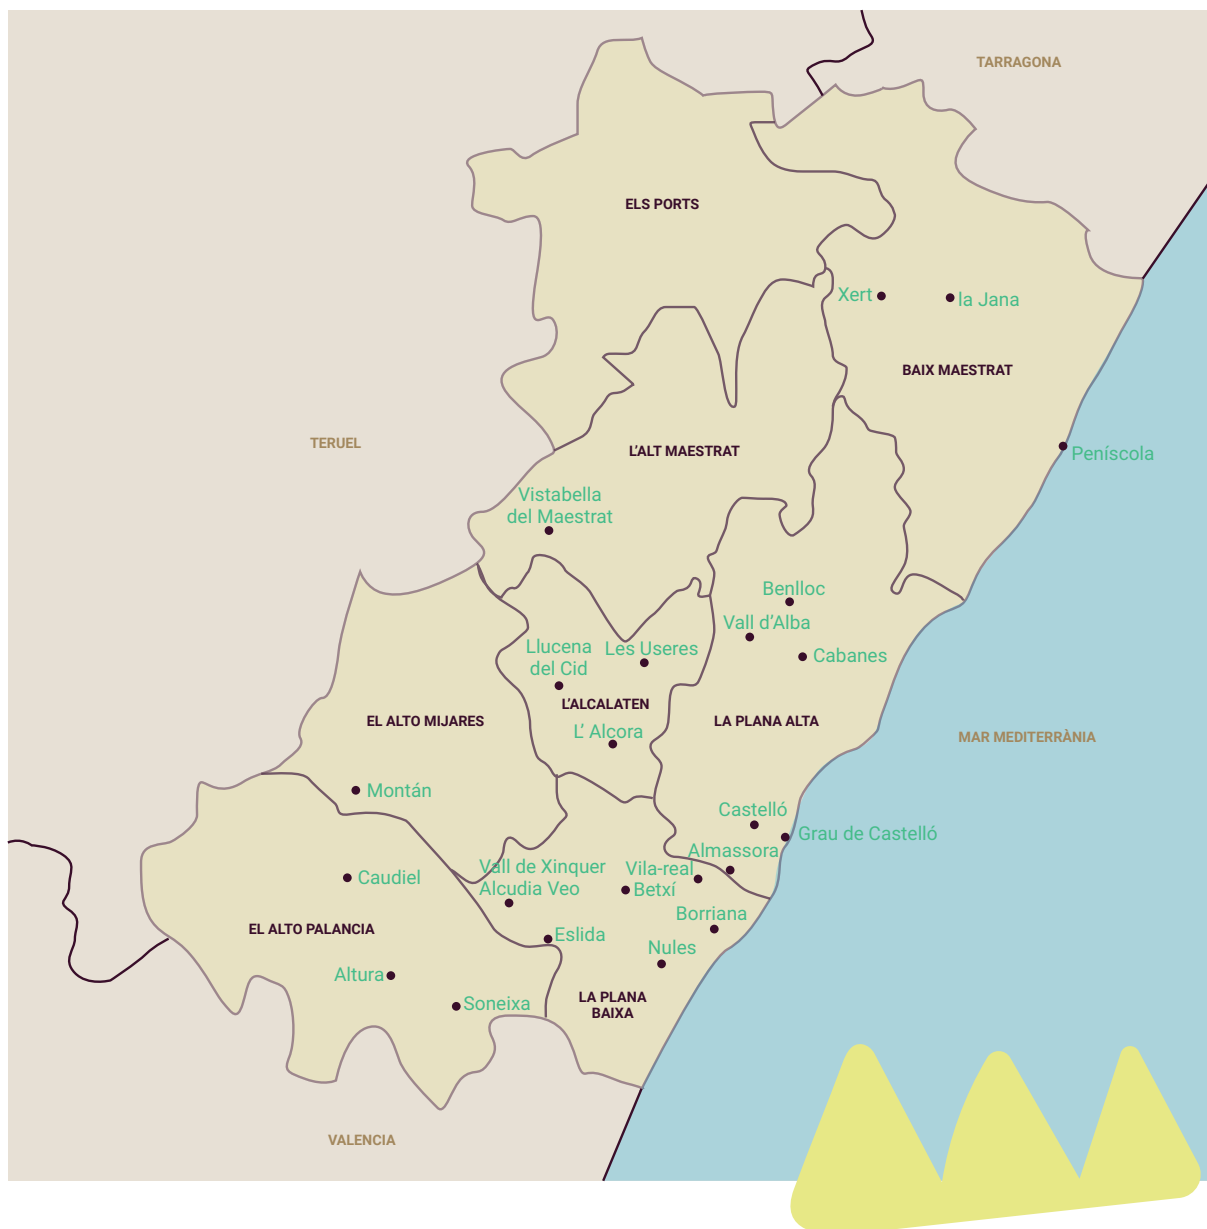 TARRAGONA
ELS PORTS
Xert
la Jana
BAIX MAESTRAT
TERUEL
L'ALT MAESTRAT
Peníscola
Vistabella
del Maestrat
Benlloc
Vall d'Alba
Llucena
del Cid
Les Useres
Cabanes
L'ALCALATEN
EL ALTO MIJARES
LA PLANA ALTA
L' Alcora
MAR MEDITERRÀNIA
Montán
Castelló
Grau de Castelló
Almassora
Vall de Xinquer
Alcudia Veo
Vila-real
Betxí
Caudiel
Borriana
EL ALTO PALANCIA
Eslida
Nules
Altura
Soneixa
LA PLANA
BAIXA
VALENCIA